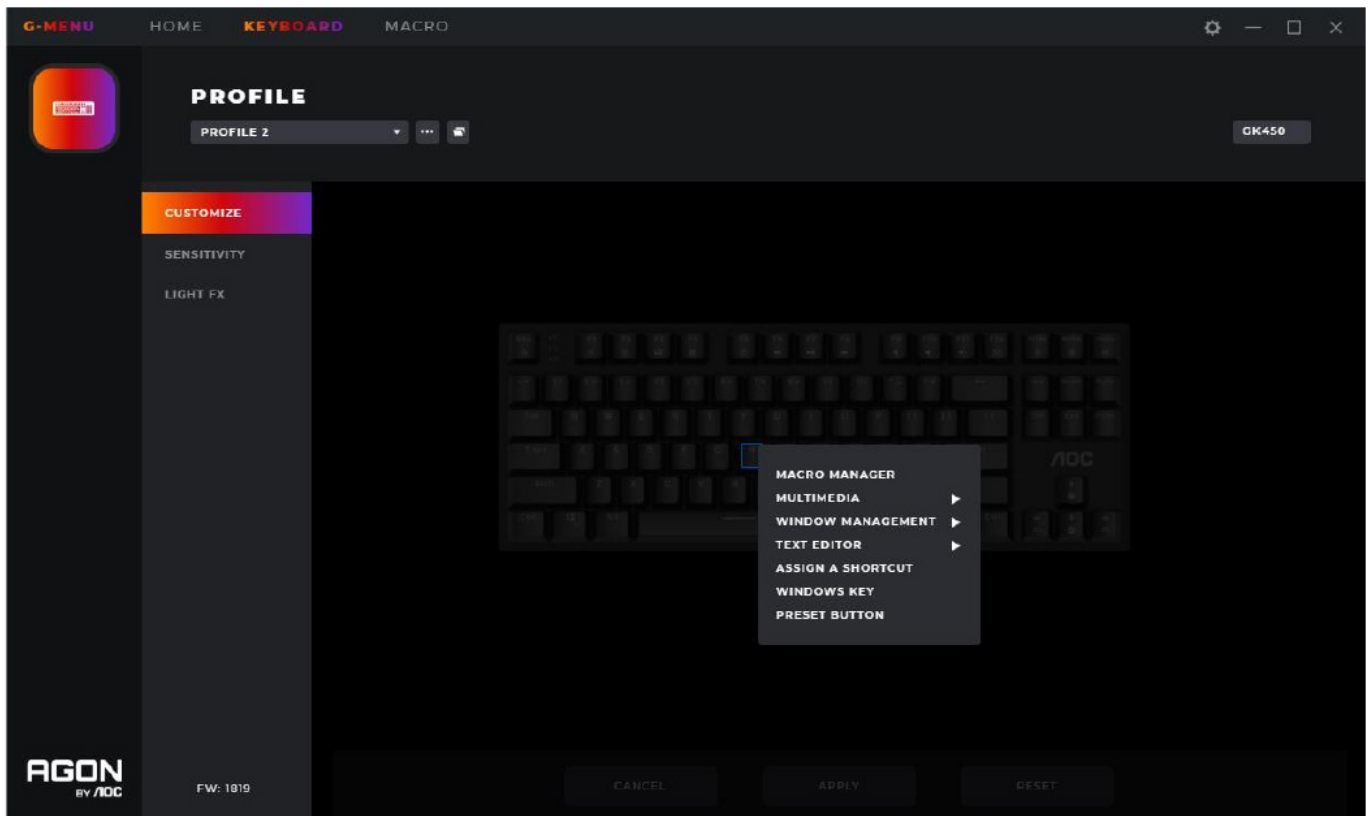 G-MENU HOME KEYBOARD MACRO
PROFILE
PROFILE 2
GK450
CUSTOMIZE
SENSITIVITY
LIGHT FX
AOC
MACRO MANAGER
MULTIMEDIA
WINDOW MANAGEMENT
TEXT EDITOR
ASSIGN A SHORTCUT
WINDOWS KEY
PRESET BUTTON
AGON
BY AOC
FW: 1819
CANCEL APPLY RESET